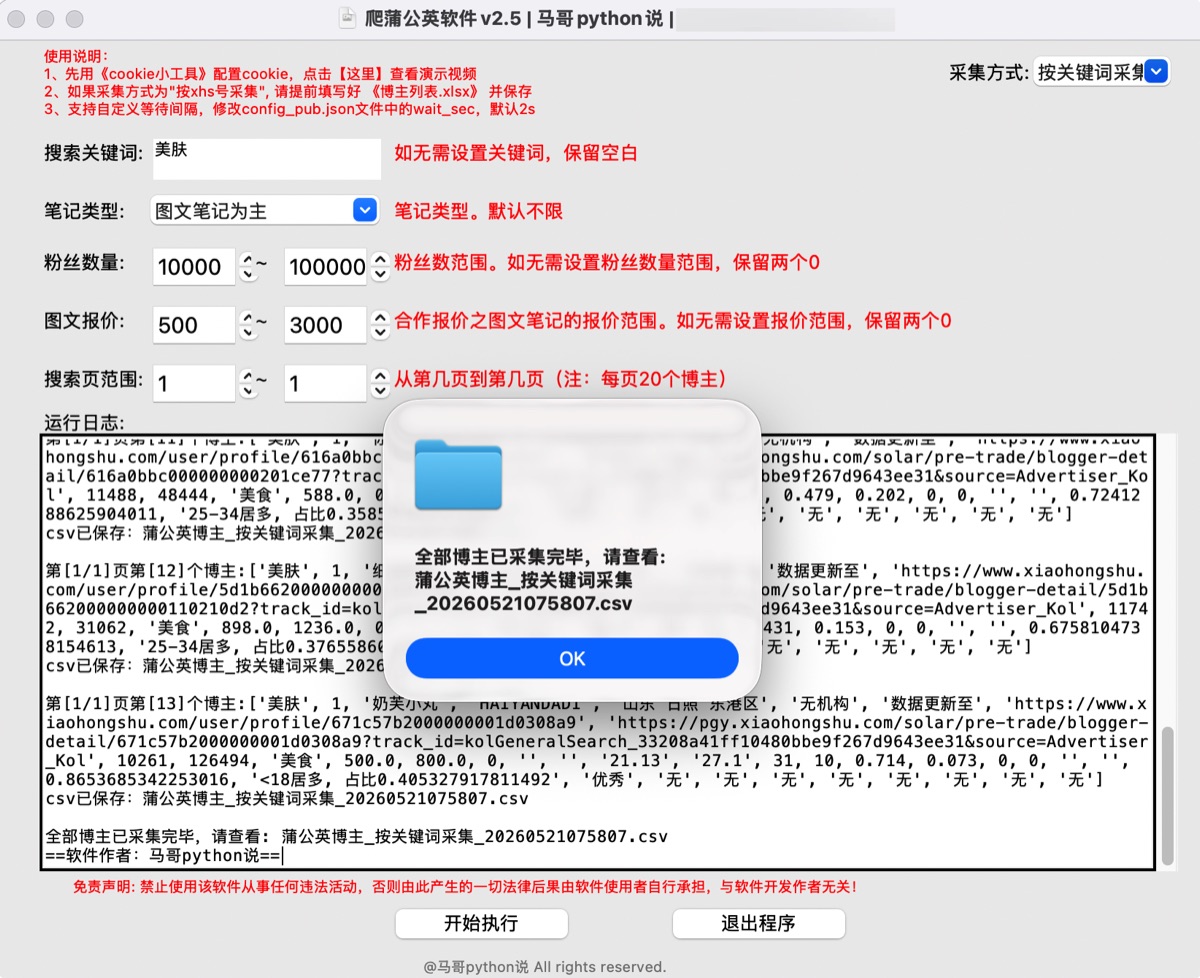 爬蒲公英软件v2.5 | 马哥python说 |
使用说明:
1、先用《cookie小工具》配置cookie，点击【这里】查看演示视频
2、如果采集方式为"按xhs号采集", 请提前填写好 《博主列表.xlsx》 并保存
3、支持自定义等待间隔，修改config_pub.json文件中的wait_sec，默认2s
采集方式: 按关键词采集
搜索关键词: 美肤 如无需设置关键词，保留空白
笔记类型: 图文笔记为主 笔记类型。默认不限
粉丝数量: 10000 ~ 100000 粉丝数范围。如无需设置粉丝数量范围，保留两个0
图文报价: 500 ~ 3000 合作报价之图文笔记的报价范围。如无需设置报价范围，保留两个0
搜索页范围: 1 ~ 1 从第几页到第几页（注：每页20个博主）
运行日志:
第[1/1]页第[11]个博主:['美肤', 1, 无机构', '数据更新至', 'https://www.xiao
hongshu.com/user/profile/616a0bbc ongshu.com/solar/pre-trade/blogger-det
ail/616a0bbc000000000201ce77?trac bbe9f267d9643ee31&source=Advertiser_Ko
l', 11488, 48444, '美食', 588.0, 0 , 0.479, 0.202, 0, 0, '', '', 0.72412
88625904011, '25-34居多, 占比0.3585 ', '无', '无', '无', '无', '无']
csv已保存: 蒲公英博主_按关键词采集_2026
第[1/1]页第[12]个博主:['美肤', 1, '数据更新至', 'https://www.xiaohongshu.
com/user/profile/5d1b662000000000 om/solar/pre-trade/blogger-detail/5d1b
662000000000110210d2?track_id=kol d9643ee31&source=Advertiser_Kol', 1174
2, 31062, '美食', 898.0, 1236.0, 0 431, 0.153, 0, 0, '', '', 0.675810473
8154613, '25-34居多, 占比0.37655860 无', '无', '无', '无', '无']
csv已保存: 蒲公英博主_按关键词采集_2026
第[1/1]页第[13]个博主:['美肤', 1, '奶芙小丸', 'HAIYANDADI', '山东 日照 东港区', '无机构', '数据更新至', 'https://www.x
iaohongshu.com/user/profile/671c57b2000000001d0308a9', 'https://pgy.xiaohongshu.com/solar/pre-trade/blogger-
detail/671c57b2000000001d0308a9?track_id=kolGeneralSearch_33208a41ff10480bbe9f267d9643ee31&source=Advertiser
_Kol', 10261, 126494, '美食', 500.0, 800.0, 0, '', '', '21.13', '27.1', 31, 10, 0.714, 0.073, 0, 0, '', '',
0.8653685342253016, '<18居多, 占比0.405327917811492', '优秀', '无', '无', '无', '无', '无', '无', '无', '无']
csv已保存: 蒲公英博主_按关键词采集_20260521075807.csv
全部博主已采集完毕，请查看: 蒲公英博主_按关键词采集_20260521075807.csv
==软件作者: 马哥python说==
全部博主已采集完毕，请查看:
蒲公英博主_按关键词采集
_20260521075807.csv
OK
免责声明: 禁止使用该软件从事任何违法活动，否则由此产生的一切法律后果由软件使用者自行承担，与软件开发作者无关！
开始执行 退出程序
@马哥python说 All rights reserved.